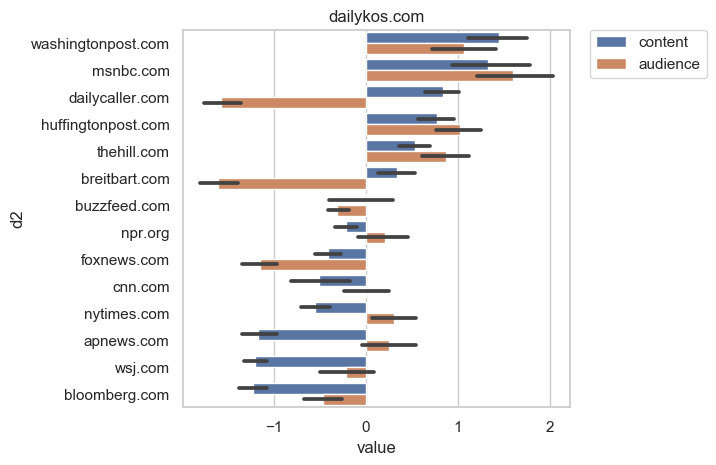 dailykos.com
washingtonpost.com
msnbc.com
dailycaller.com
huffingtonpost.com
thehill.com
breitbart.com
buzzfeed.com
npr.org
foxnews.com
cnn.com
nytimes.com
apnews.com
wsj.com
bloomberg.com
d2
−1
0
1
2
value
content
audience